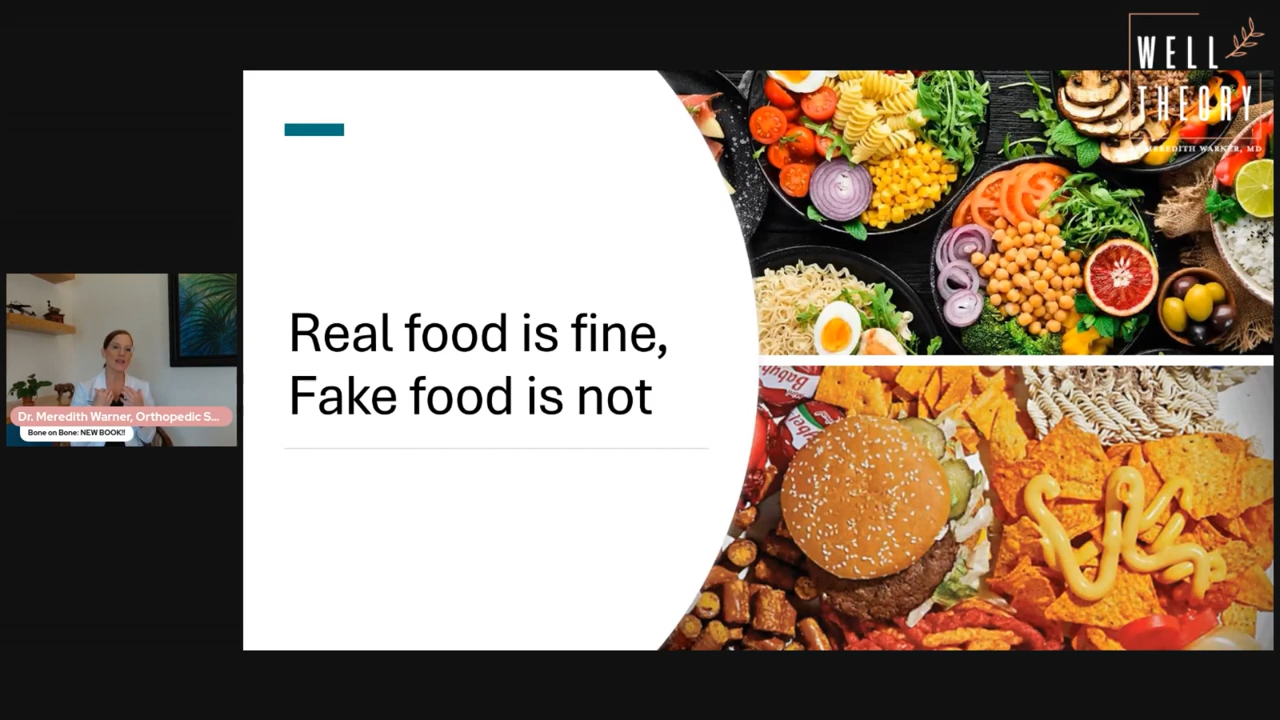 WELL
THEORY
MEREDITH WARNER, MD
Real food is fine,
Fake food is not
Dr. Meredith Warner, Orthopedic S...
Bone on Bone: NEW BOOK!!